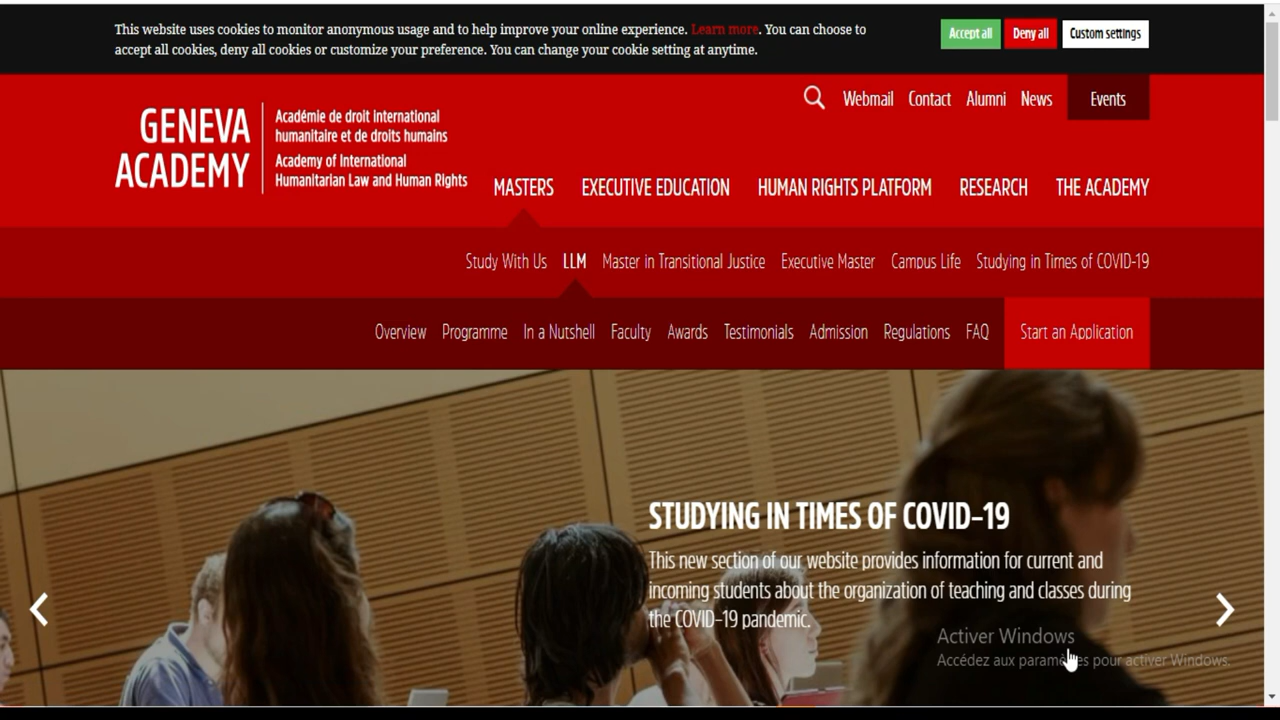 This website uses cookies to monitor anonymous usage and to help improve your online experience. Learn more. You can choose to
accept all cookies, deny all cookies or customize your preference. You can change your cookie setting at anytime.
Accept all
Deny all
Custom settings
Webmail
Contact
Alumni
News
Events
GENEVA
ACADEMY
Académie de droit international
humanitaire et de droits humains
Academy of International
Humanitarian Law and Human Rights
MASTERS
EXECUTIVE EDUCATION
HUMAN RIGHTS PLATFORM
RESEARCH
THE ACADEMY
Study With Us
LLM
Master in Transitional Justice
Executive Master
Campus Life
Studying in Times of COVID-19
Overview
Programme
In a Nutshell
Faculty
Awards
Testimonials
Admission
Regulations
FAQ
Start an Application
STUDYING IN TIMES OF COVID-19
This new section of our website provides information for current and
incoming students about the organization of teaching and classes during
the COVID-19 pandemic.
Activer Windows
Accédez aux paramètres pour activer Windows.